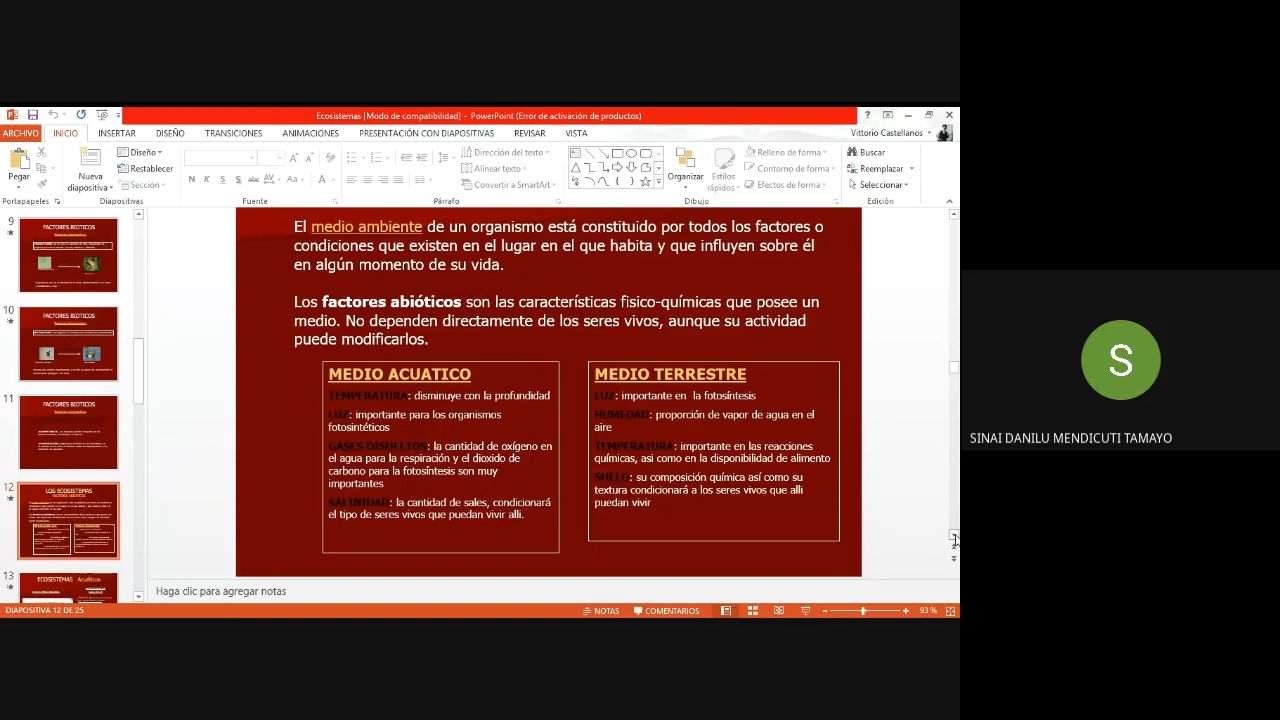 Ecosistemas [Modo de compatibilidad] - PowerPoint (Error de activación de productos)
ARCHIVO INICIO INSERTAR DISEÑO TRANSICIONES ANIMACIONES PRESENTACIÓN CON DIAPOSITIVAS REVISAR VISTA Vittorio Castellanos
Pegar
Nueva
diapositiva
Diseño
Restablecer
Sección
N K S S abc AV Aa A
Dirección del texto
Alinear texto
Convertir a SmartArt
Organizar
Estilos
rápidos
Relleno de forma
Contorno de forma
Efectos de forma
Buscar
Reemplazar
Seleccionar
Portapapeles Diapositivas Fuente Párrafo Dibujo Edición
9
FACTORES BIOTICOS
10
FACTORES BIOTICOS
11
FACTORES BIOTICOS
12
LOS ECOSISTEMAS
FACTORES ABIÓTICOS
13
ECOSISTEMAS Acuáticos
El medio ambiente de un organismo está constituido por todos los factores o
condiciones que existen en el lugar en el que habita y que influyen sobre él
en algún momento de su vida.
Los factores abióticos son las características fisico-químicas que posee un
medio. No dependen directamente de los seres vivos, aunque su actividad
puede modificarlos.
MEDIO ACUATICO
TEMPERATURA: disminuye con la profundidad
LUZ: importante para los organismos
fotosintéticos
GASES DISUELTOS: la cantidad de oxígeno en
el agua para la respiración y el dióxido de
carbono para la fotosíntesis son muy
importantes
SALINIDAD: la cantidad de sales, condicionará
el tipo de seres vivos que puedan vivir alli.
MEDIO TERRESTRE
LUZ: importante en la fotosíntesis
HUMEDAD: proporción de vapor de agua en el
aire
TEMPERATURA: importante en las reacciones
químicas, asi como en la disponibilidad de alimento
SUELO: su composición química así como su
textura condicionará a los seres vivos que alli
puedan vivir
Haga clic para agregar notas
DIAPOSITIVA 12 DE 25 NOTAS COMENTARIOS 93 %
S
SINAI DANILU MENDICUTI TAMAYO